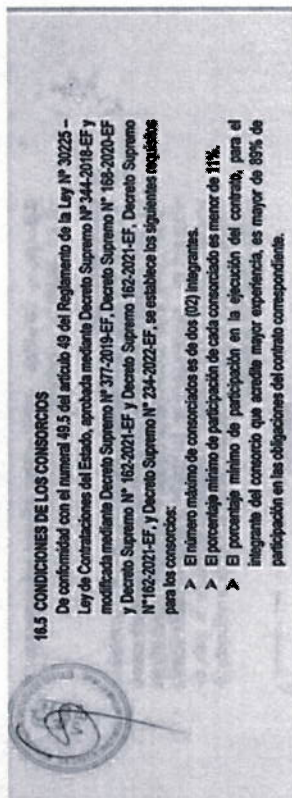 16.5 CONDICIONES DE LOS CONSORCIOS
De conformidad con el numeral 49.5 del artículo 49 del Reglamento de la Ley Nº 30225 –
Ley de Contrataciones del Estado, aprobada mediante Decreto Supremo Nº 344-2018-EF y
modificada mediante Decreto Supremo Nº 377-2019-EF, Decreto Supremo N° 168-2020-EF
y Decreto Supremo N° 162-2021-EF y Decreto Supremo 162-2021-EF, Decreto Supremo
N°162-2021-EF, y Decreto Supremo N° 234-2022-EF, se establece los siguientes requisitos
para los consorcios:
➤ El número máximo de consorciados es de dos (02) integrantes.
➤ El porcentaje mínimo de participación de cada consorciado es menor de 11%.
➤ El porcentaje mínimo de participación en la ejecución del contrato, para el
integrante del consorcio que acredite mayor experiencia, es mayor de 89% de
participación en las obligaciones del contrato correspondiente.